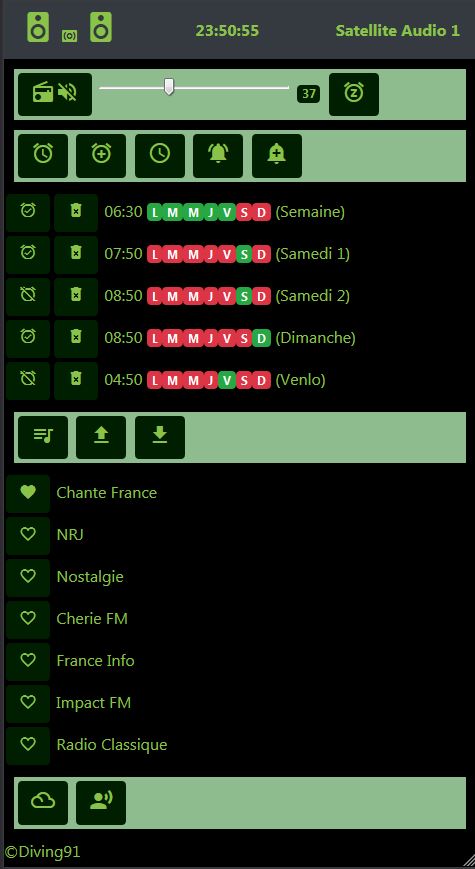 23:50:55 Satellite Audio 1
37
06:30 L M M J V S D (Semaine)
07:50 L M M J V S D (Samedi 1)
08:50 L M M J V S D (Samedi 2)
08:50 L M M J V S D (Dimanche)
04:50 L M M J V S D (Venlo)
Chante France
NRJ
Nostalgie
Cherie FM
France Info
Impact FM
Radio Classique
©Diving91